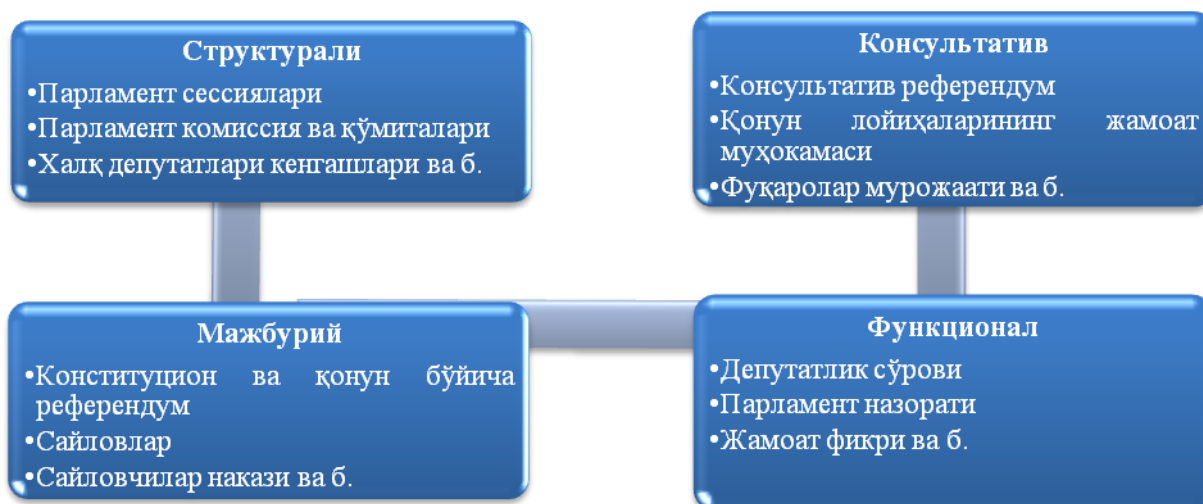 Структурали
•Парламент сессиялари
•Парламент комиссия ва қўмиталари
•Халқ депутатлари кенгашлари ва б.
Консультатив
•Консультатив референдум
•Қонун лойиҳаларининг жамоат
муҳокамаси
•Фуқаролар мурожаати ва б.
Мажбурий
•Конституцион ва қонун бўйича
референдум
•Сайловлар
•Сайловчилар накази ва б.
Функционал
•Депутатлик сўрови
•Парламент назорати
•Жамоат фикри ва б.